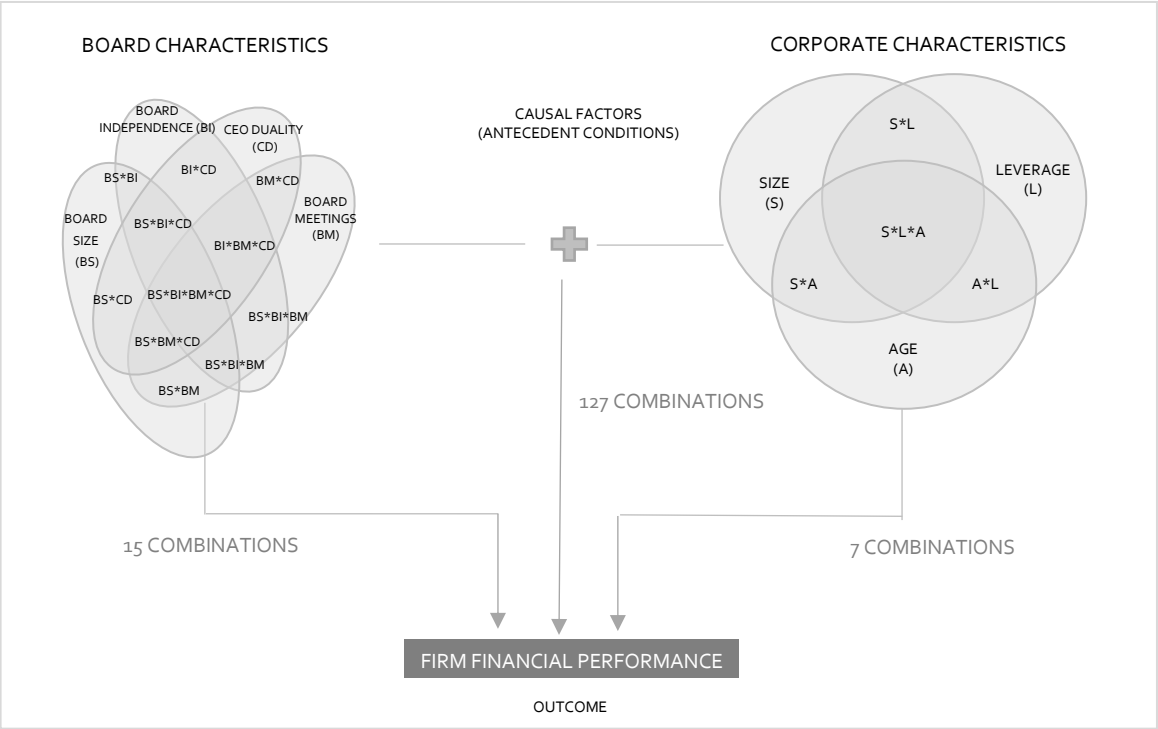 BOARD CHARACTERISTICS
CORPORATE CHARACTERISTICS
CAUSAL FACTORS
(ANTECEDENT CONDITIONS)
BOARD
INDEPENDENCE (BI)
CEO DUALITY
(CD)
BS*BI
BI*CD
BM*CD
BOARD
MEETINGS
(BM)
BOARD
SIZE
(BS)
BS*BI*CD
BI*BM*CD
BS*CD
BS*BI*BM*CD
BS*BI*BM
BS*BM*CD
BS*BI*BM
BS*BM
S*L
SIZE
(S)
LEVERAGE
(L)
S*L*A
S*A
A*L
AGE
(A)
127 COMBINATIONS
15 COMBINATIONS
7 COMBINATIONS
FIRM FINANCIAL PERFORMANCE
OUTCOME